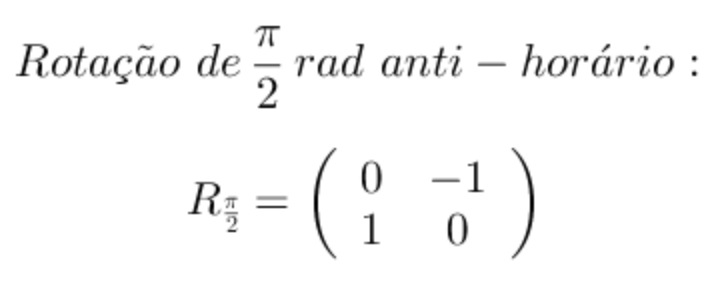 Rotação de π/2 rad anti − horário :
R_{π/2} = ( 0 −1
1 0 )